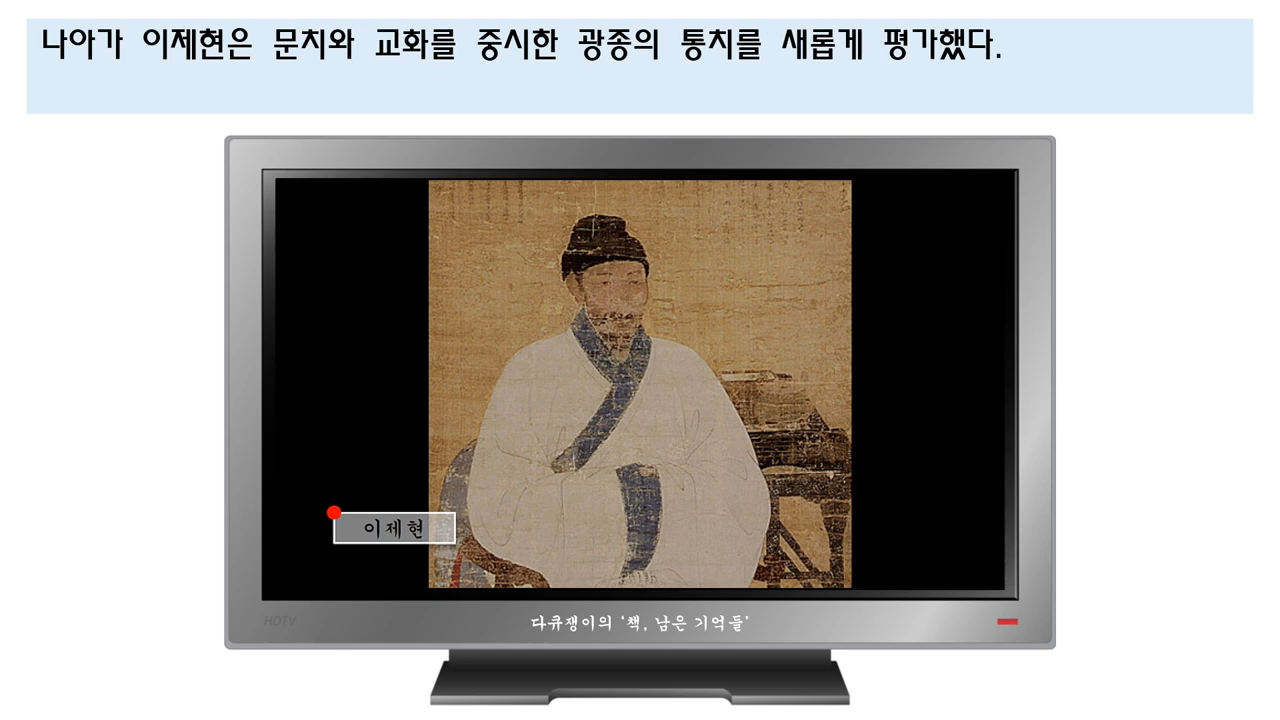 나아가 이제현은 문치와 교화를 중시한 광종의 통치를 새롭게 평가했다.
이제현
HDTV
다큐쟁이의 '책, 남은 기억들'